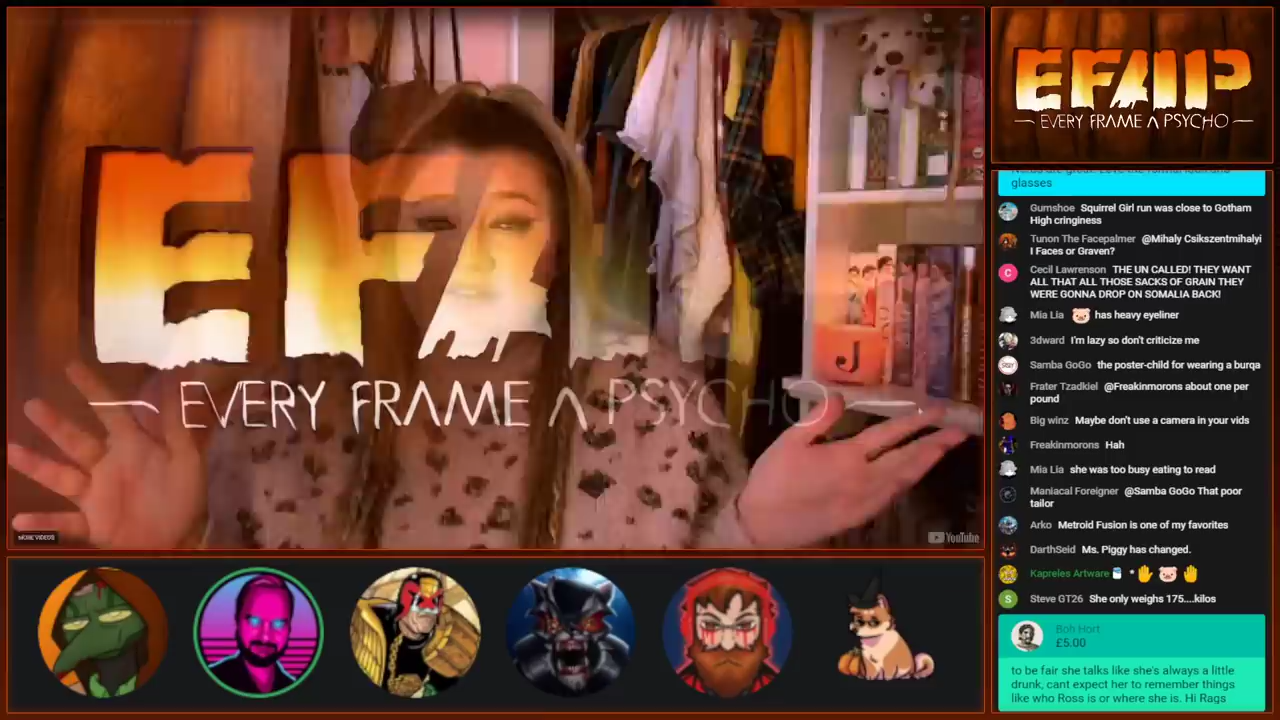 EFA
EVERY FRAME A PSYCHO
J
MORE VIDEOS
YouTube
EFAP
EVERY FRAME A PSYCHO
glasses
Gumshoe Squirrel Girl run was close to Gotham
High cringiness
Tunon The Facepalmer @Mihaly Csikszentmihalyi
I Faces or Graven?
C
Cecil Lawrenson THE UN CALLED! THEY WANT
ALL THAT ALL THOSE SACKS OF GRAIN THEY
WERE GONNA DROP ON SOMALIA BACK!
Mia Lia 🐷 has heavy eyeliner
3dward I'm lazy so don't criticize me
Samba GoGo the poster-child for wearing a burqa
Frater Tzadkiel @Freakinmorons about one per
pound
Big winz Maybe don't use a camera in your vids
Freakinmorons Hah
Mia Lia she was too busy eating to read
Maniacal Foreigner @Samba GoGo That poor
tailor
Arko Metroid Fusion is one of my favorites
DarthSeid Ms. Piggy has changed.
Kapreles Artware 🥛 • ✋ 🐷 🤚
S
Steve GT26 She only weighs 175....kilos
Boh Hort
£5.00
to be fair she talks like she's always a little
drunk, cant expect her to remember things
like who Ross is or where she is. Hi Rags